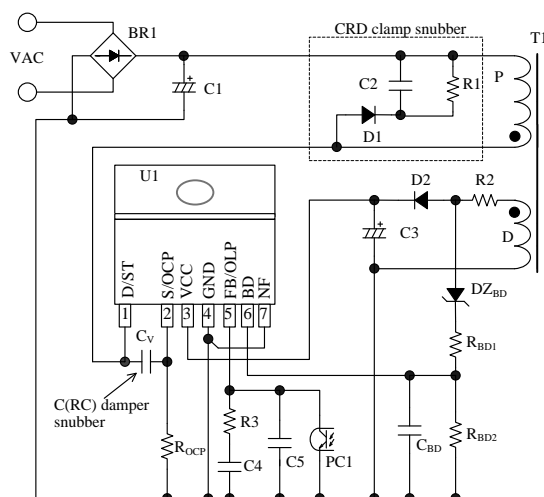 CRD clamp snubber
T1
BR1
VAC
C1
C2
R1
P
D1
U1
D2
R2
C3
D
D/ST
S/OCP
VCC
GND
FB/OLP
BD
NF
1
2
3
4
5
6
7
DZBD
CV
RBD1
C(RC) damper
snubber
R3
ROCP
C4
C5
PC1
CBD
RBD2